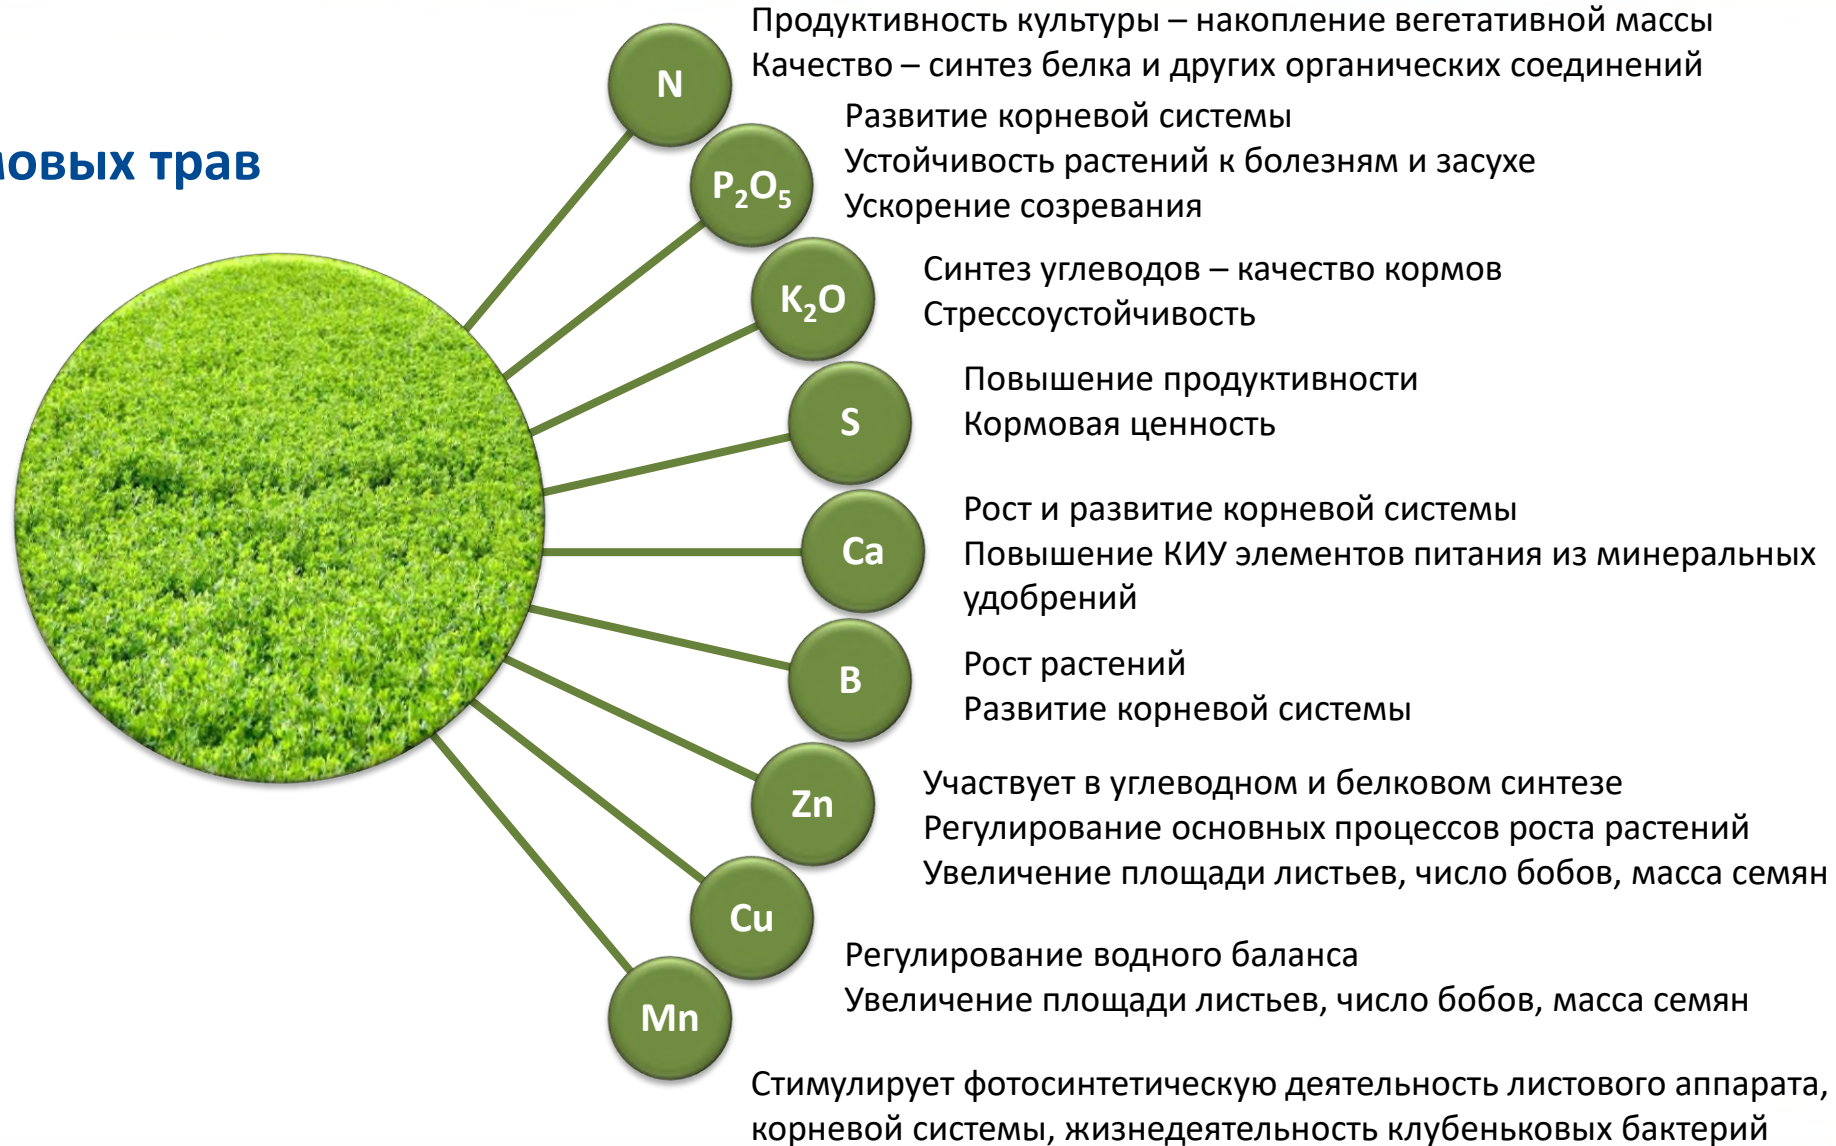 N
Продуктивность культуры – накопление вегетативной массы
Качество – синтез белка и других органических соединений
мовых трав
P₂O₅
Развитие корневой системы
Устойчивость растений к болезням и засухе
Ускорение созревания
K₂O
Синтез углеводов – качество кормов
Стрессоустойчивость
S
Повышение продуктивности
Кормовая ценность
Ca
Рост и развитие корневой системы
Повышение КИУ элементов питания из минеральных
удобрений
B
Рост растений
Развитие корневой системы
Zn
Участвует в углеводном и белковом синтезе
Регулирование основных процессов роста растений
Увеличение площади листьев, число бобов, масса семян
Cu
Регулирование водного баланса
Увеличение площади листьев, число бобов, масса семян
Mn
Стимулирует фотосинтетическую деятельность листового аппарата,
корневой системы, жизнедеятельность клубеньковых бактерий